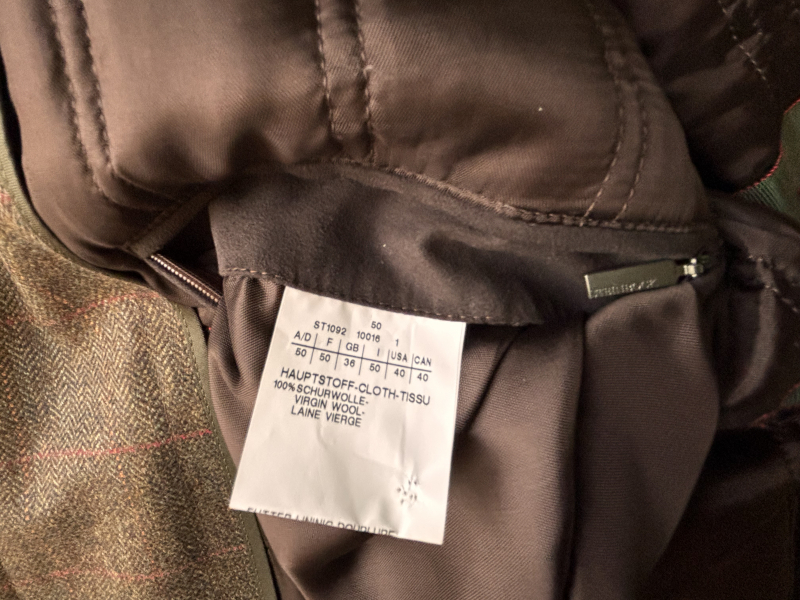 50
ST1092 10016 1
A/D F GB I USA CAN
50 50 36 50 40 40
HAUPTSTOFF-CLOTH-TISSU
100%SCHURWOLLE-
VIRGIN WOOL-
LAINE VIERGE